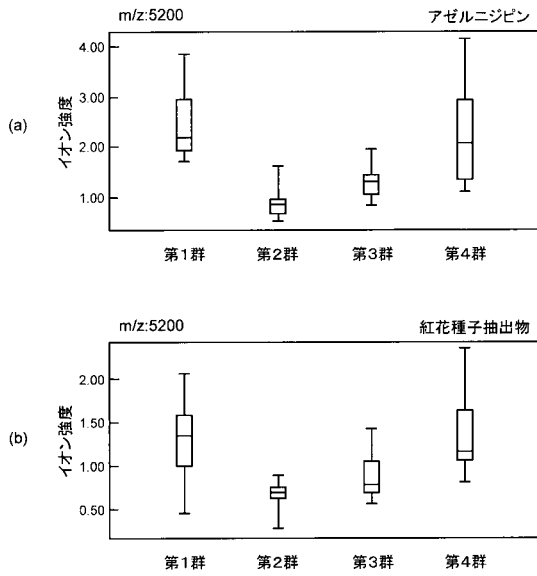 m/z:5200 アゼルニジピン
(a)
イオン強度
4.00
3.00
2.00
1.00
第1群 第2群 第3群 第4群
m/z:5200 紅花種子抽出物
(b)
イオン強度
2.00
1.50
1.00
0.50
第1群 第2群 第3群 第4群